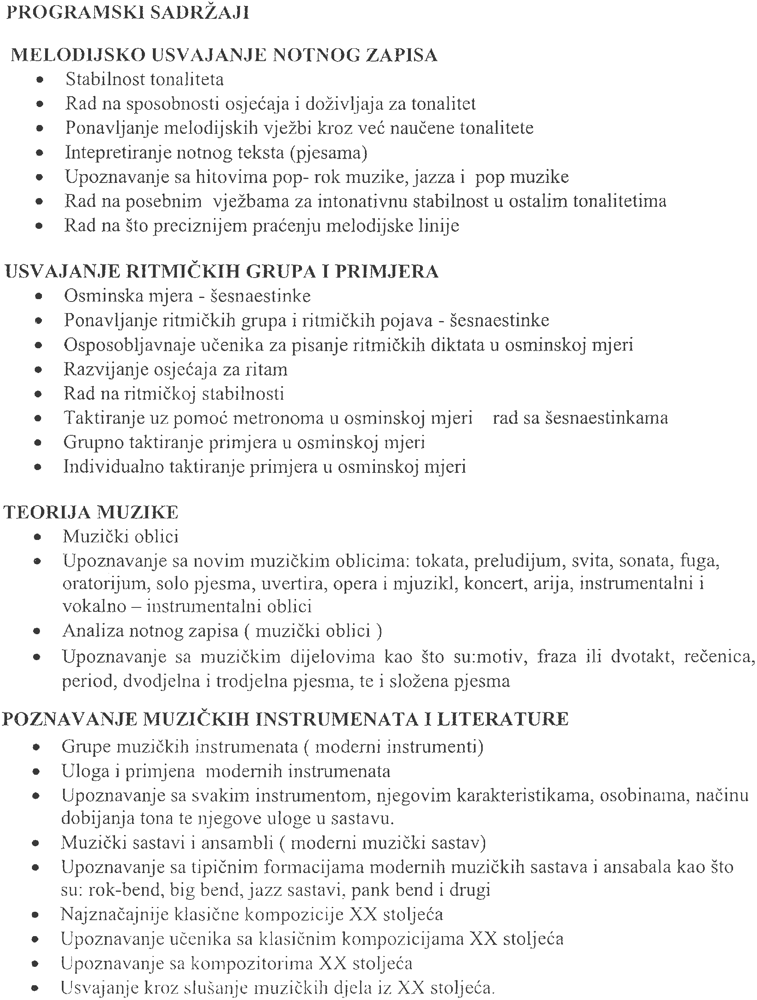 PROGRAMSKI SADRŽAJI
MELODIJSKO USVAJANJE NOTNOG ZAPISA
• Stabilnost tonaliteta
• Rad na sposobnosti osjećaja i doživljaja za tonalitet
• Ponavljanje melodijskih vježbi kroz već naučene tonalitete
• Intepretiranje notnog teksta (pjesama)
• Upoznavanje sa hitovima pop- rok muzike, jazza i pop muzike
• Rad na posebnim vježbama za intonativnu stabilnost u ostalim tonalitetima
• Rad na što preciznijem praćenju melodijske linije
USVAJANJE RITMIČKIH GRUPA I PRIMJERA
• Osminska mjera - šesnaestinke
• Ponavljanje ritmičkih grupa i ritmičkih pojava - šesnaestinke
• Osposobljavnaje učenika za pisanje ritmičkih diktata u osminskoj mjeri
• Razvijanje osjećaja za ritam
• Rad na ritmičkoj stabilnosti
• Taktiranje uz pomoć metronoma u osminskoj mjeri rad sa šesnaestinkama
• Grupno taktiranje primjera u osminskoj mjeri
• Individualno taktiranje primjera u osminskoj mjeri
TEORIJA MUZIKE
• Muzički oblici
• Upoznavanje sa novim muzičkim oblicima: tokata, preludijum, svita, sonata, fuga,
oratorijum, solo pjesma, uvertira, opera i mjuzikl, koncert, arija, instrumentalni i
vokalno – instrumentalni oblici
• Analiza notnog zapisa ( muzički oblici )
• Upoznavanje sa muzičkim dijelovima kao što su:motiv, fraza ili dvotakt, rečenica,
period, dvodjelna i trodjelna pjesma, te i složena pjesma
POZNAVANJE MUZIČKIH INSTRUMENATA I LITERATURE
• Grupe muzičkih instrumenata ( moderni instrumenti)
• Uloga i primjena modernih instrumenata
• Upoznavanje sa svakim instrumentom, njegovim karakteristikama, osobinama, načinu
dobijanja tona te njegove uloge u sastavu.
• Muzički sastavi i ansambli ( moderni muzički sastav)
• Upoznavanje sa tipičnim formacijama modernih muzičkih sastava i ansabala kao što
su: rok-bend, big bend, jazz sastavi, pank bend i drugi
• Najznačajnije klasične kompozicije XX stoljeća
• Upoznavanje učenika sa klasičnim kompozicijama XX stoljeća
• Upoznavanje sa kompozitorima XX stoljeća
• Usvajanje kroz slušanje muzičkih djela iz XX stoljeća.